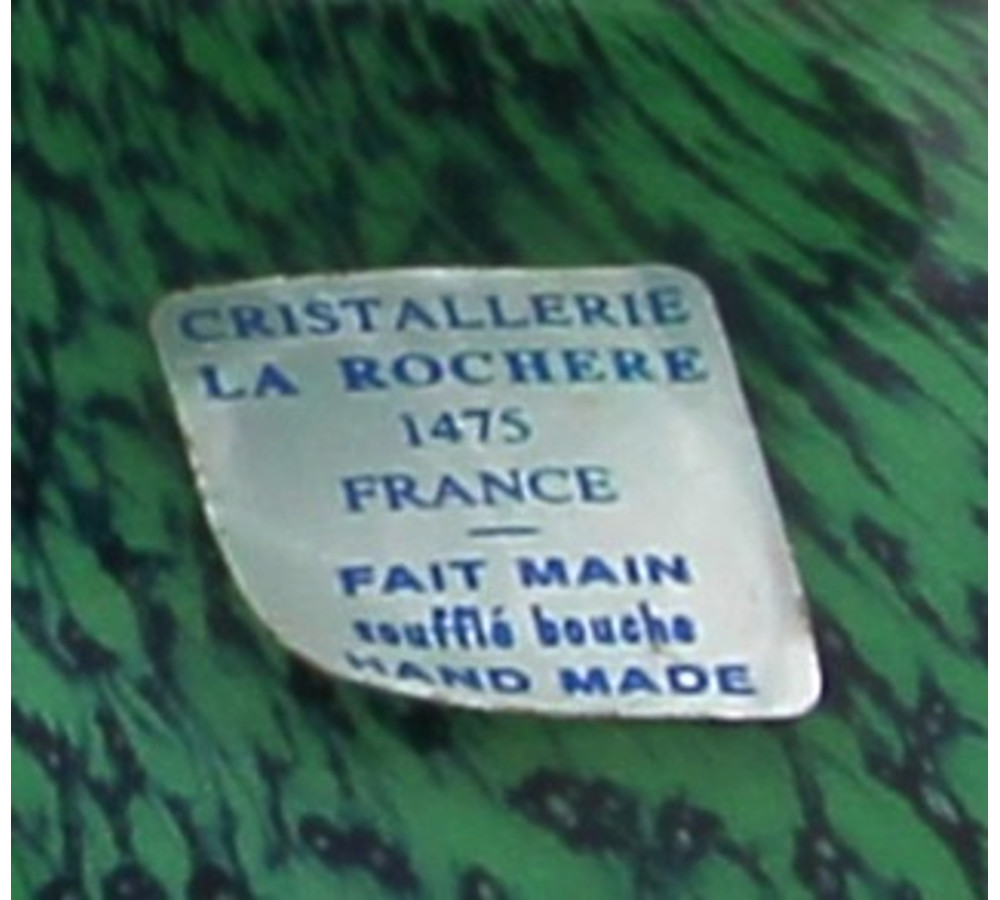 CRISTALLERIE
LA ROCHERE
1475
FRANCE
FAIT MAIN
soufflé bouche
HAND MADE